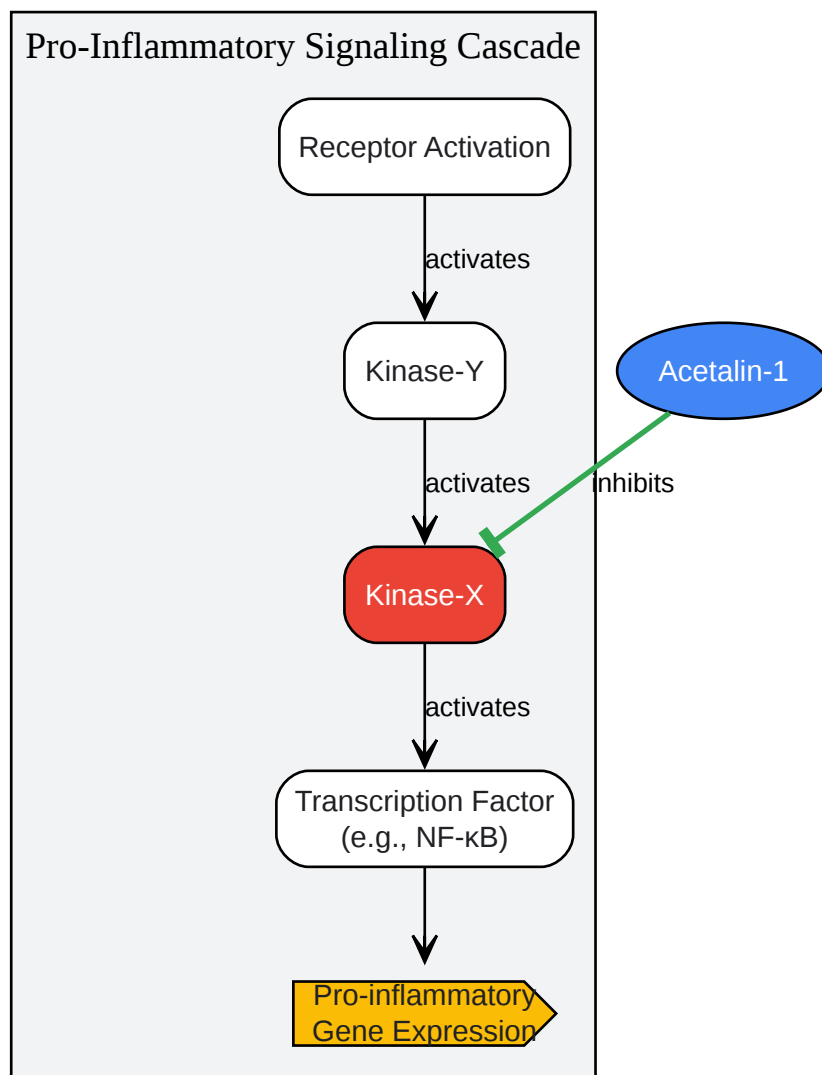 Pro-Inflammatory Signaling Cascade
Receptor Activation
activates
Kinase-Y
Acetalin-1
activates
inhibits
Kinase-X
activates
Transcription Factor
(e.g., NF-κB)
Pro-inflammatory
Gene Expression